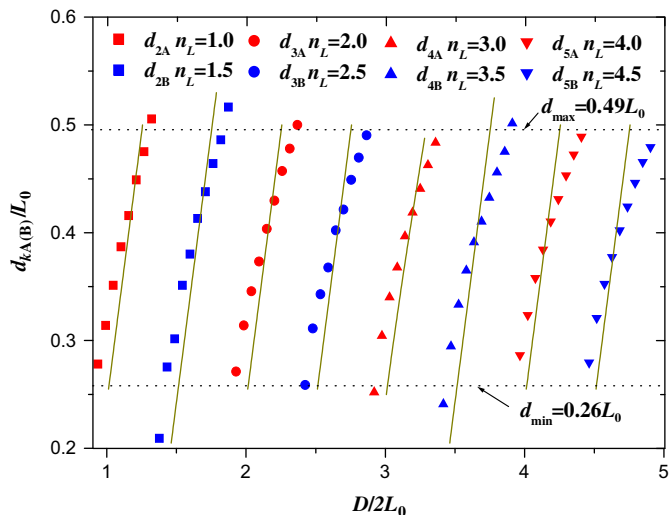 0.6
d2A nL=1.0 d3A nL=2.0 d4A nL=3.0 d5A nL=4.0
d2B nL=1.5 d3B nL=2.5 d4B nL=3.5 d5B nL=4.5
dmax=0.49L0
0.5
0.4
0.3
0.2
dkA(B)/L0
dmin=0.26L0
1 2 3 4 5
D/2L0